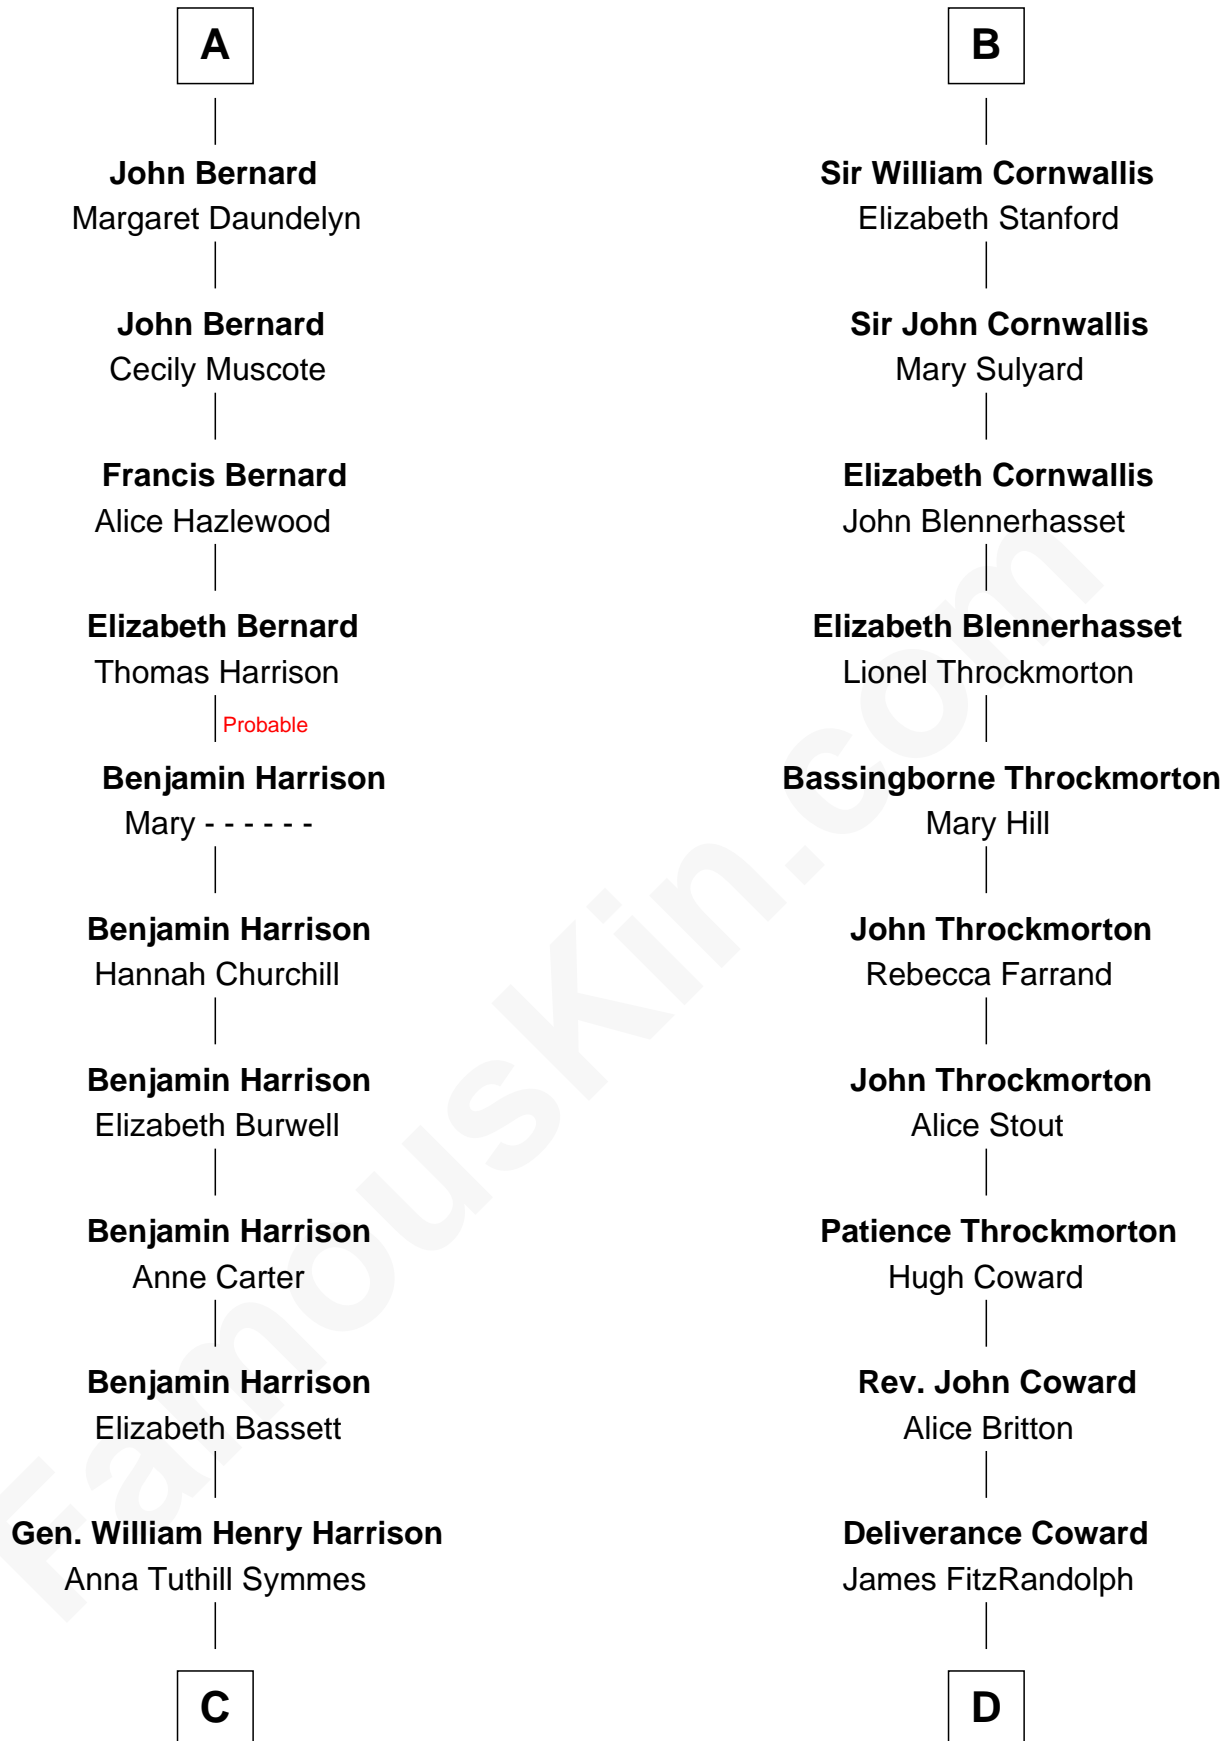 A
John Bernard
Margaret Daundelyn
John Bernard
Cecily Muscote
Francis Bernard
Alice Hazlewood
Elizabeth Bernard
Thomas Harrison
Probable
Benjamin Harrison
Mary - - - - - -
Benjamin Harrison
Hannah Churchill
Benjamin Harrison
Elizabeth Burwell
Benjamin Harrison
Anne Carter
Benjamin Harrison
Elizabeth Bassett
Gen. William Henry Harrison
Anna Tuthill Symmes
C
B
Sir William Cornwallis
Elizabeth Stanford
Sir John Cornwallis
Mary Sulyard
Elizabeth Cornwallis
John Blennerhasset
Elizabeth Blennerhasset
Lionel Throckmorton
Bassingborne Throckmorton
Mary Hill
John Throckmorton
Rebecca Farrand
John Throckmorton
Alice Stout
Patience Throckmorton
Hugh Coward
Rev. John Coward
Alice Britton
Deliverance Coward
James FitzRandolph
D
FamousKin.com